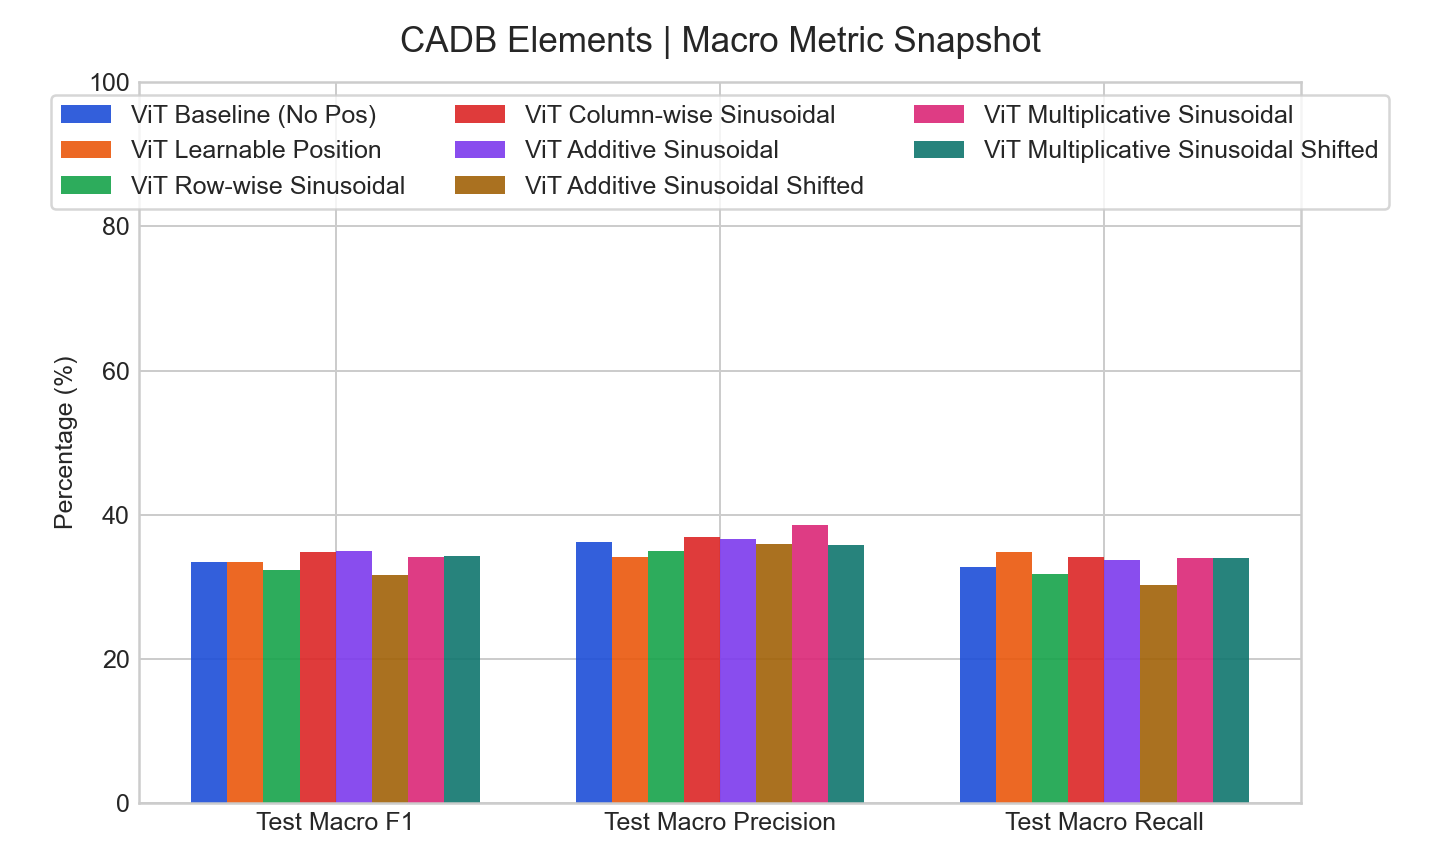 CADB Elements | Macro Metric Snapshot
100
80
60
40
20
0
Percentage (%)
ViT Baseline (No Pos)
ViT Learnable Position
ViT Row-wise Sinusoidal
ViT Column-wise Sinusoidal
ViT Additive Sinusoidal
ViT Additive Sinusoidal Shifted
ViT Multiplicative Sinusoidal
ViT Multiplicative Sinusoidal Shifted
Test Macro F1
Test Macro Precision
Test Macro Recall